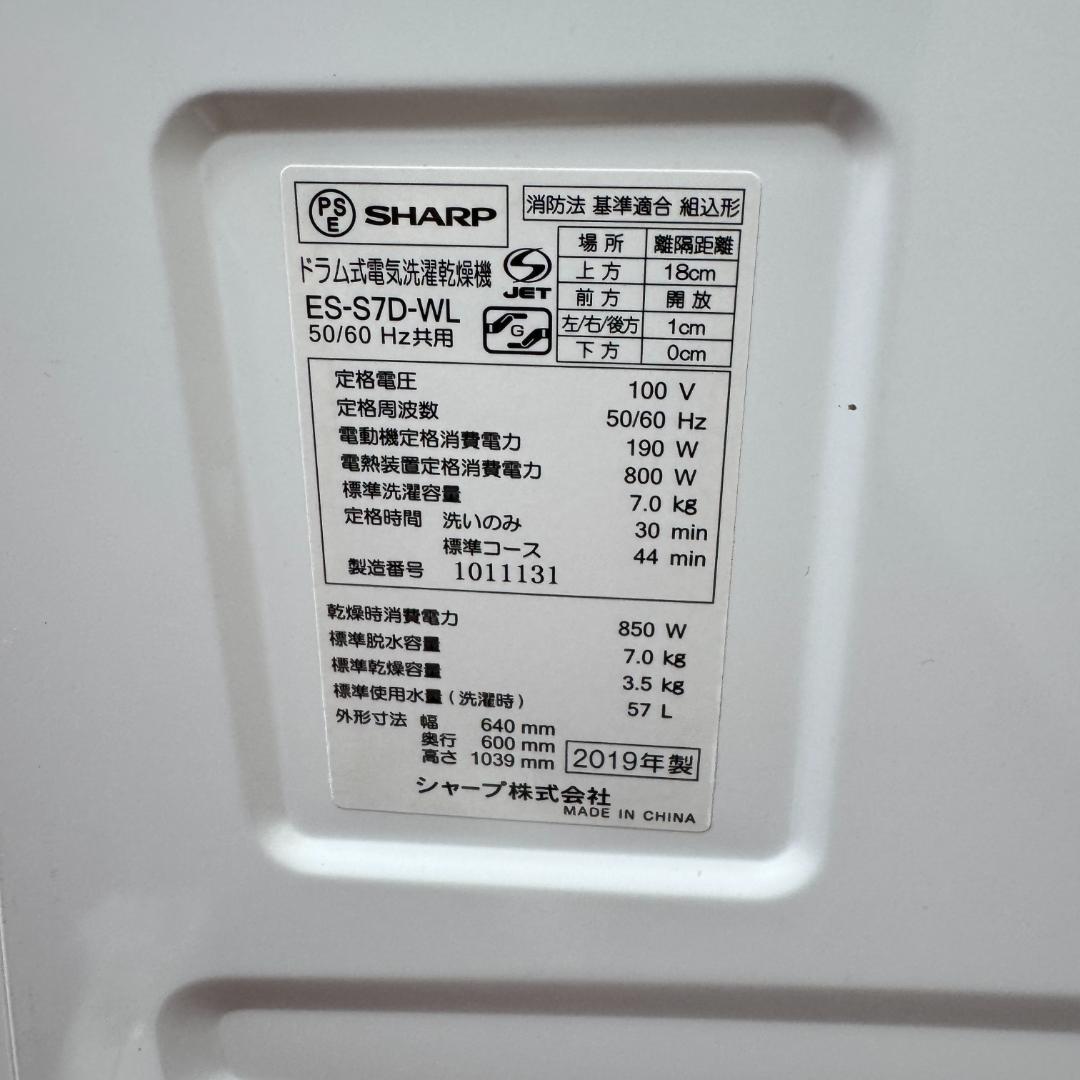 PSE SHARP
ドラム式電気洗濯乾燥機
ES-S7D-WL
50/60 Hz共用
JET
G
消防法 基準適合 組込形
場所 離隔距離
上方 18cm
前方 開放
左/右/後方 1cm
下方 0cm
定格電圧 100 V
定格周波数 50/60 Hz
電動機定格消費電力 190 W
電熱装置定格消費電力 800 W
標準洗濯容量 7.0 kg
定格時間 洗いのみ 30 min
標準コース 44 min
製造番号 1011131
乾燥時消費電力 850 W
標準脱水容量 7.0 kg
標準乾燥容量 3.5 kg
標準使用水量(洗濯時) 57 L
外形寸法 幅 640 mm
奥行 600 mm
高さ 1039 mm
2019年製
シャープ株式会社
MADE IN CHINA